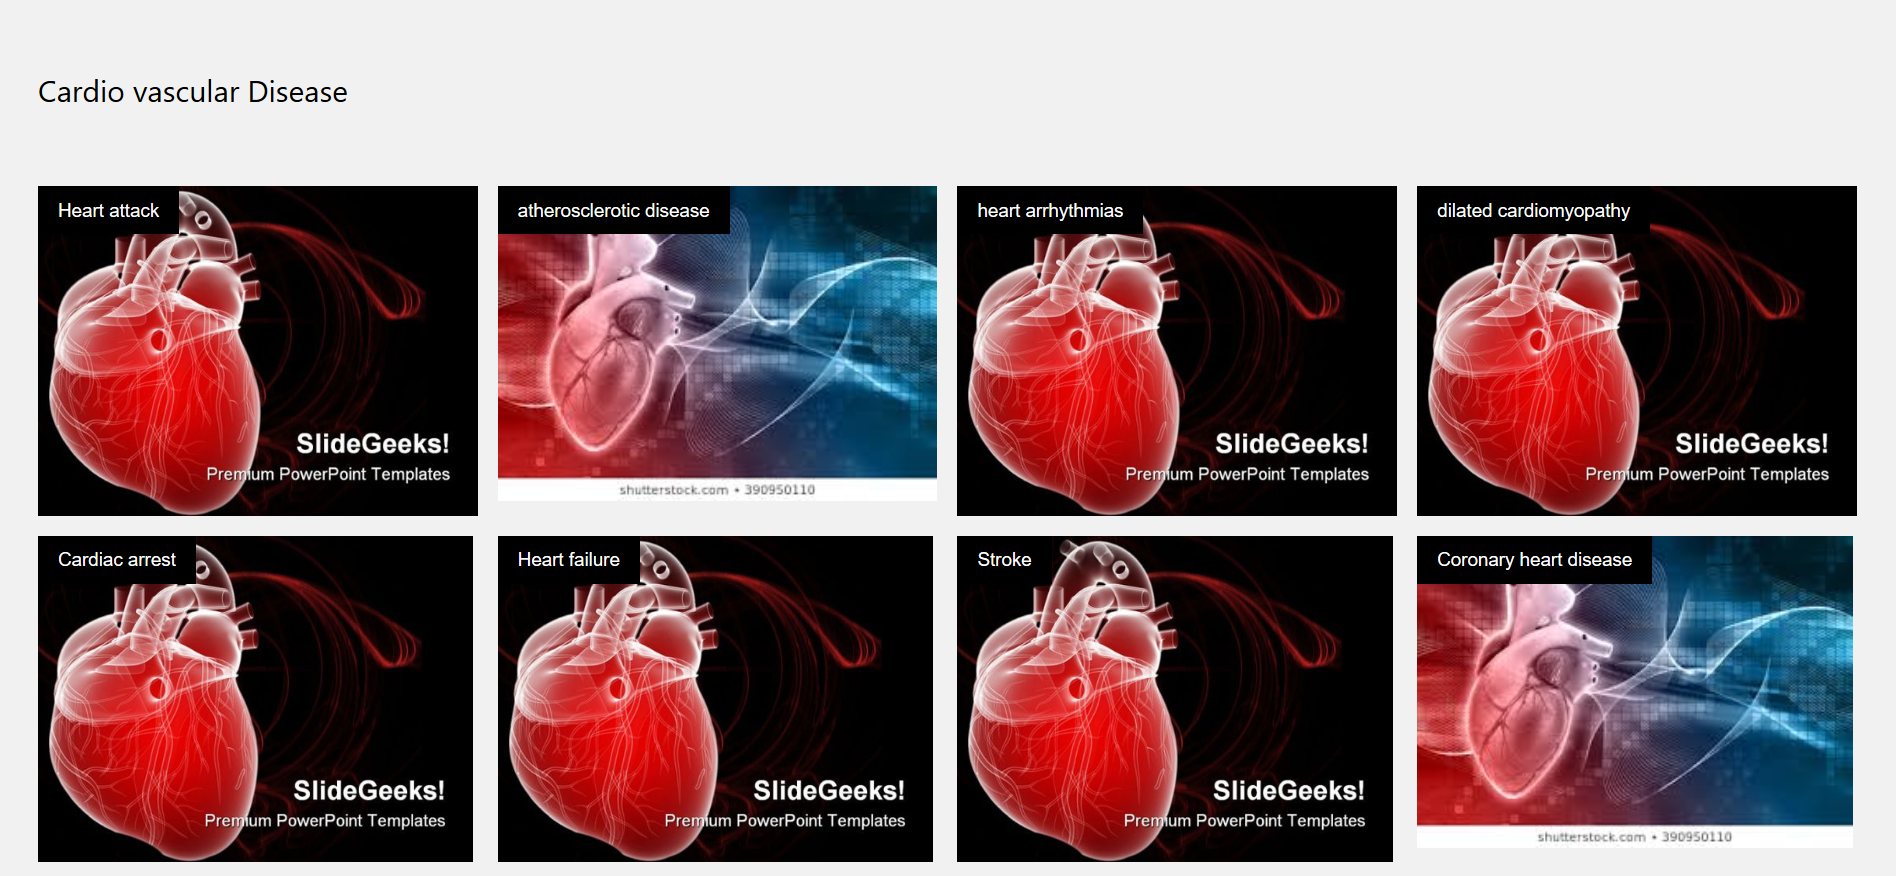 Cardio vascular Disease
Heart attack
SlideGeeks!
Premium PowerPoint Templates
atherosclerotic disease
shutterstock.com • 390950110
heart arrhythmias
SlideGeeks!
Premium PowerPoint Templates
dilated cardiomyopathy
SlideGeeks!
Premium PowerPoint Templates
Cardiac arrest
SlideGeeks!
Premium PowerPoint Templates
Heart failure
SlideGeeks!
Premium PowerPoint Templates
Stroke
SlideGeeks!
Premium PowerPoint Templates
Coronary heart disease
shutterstock.com • 390950110